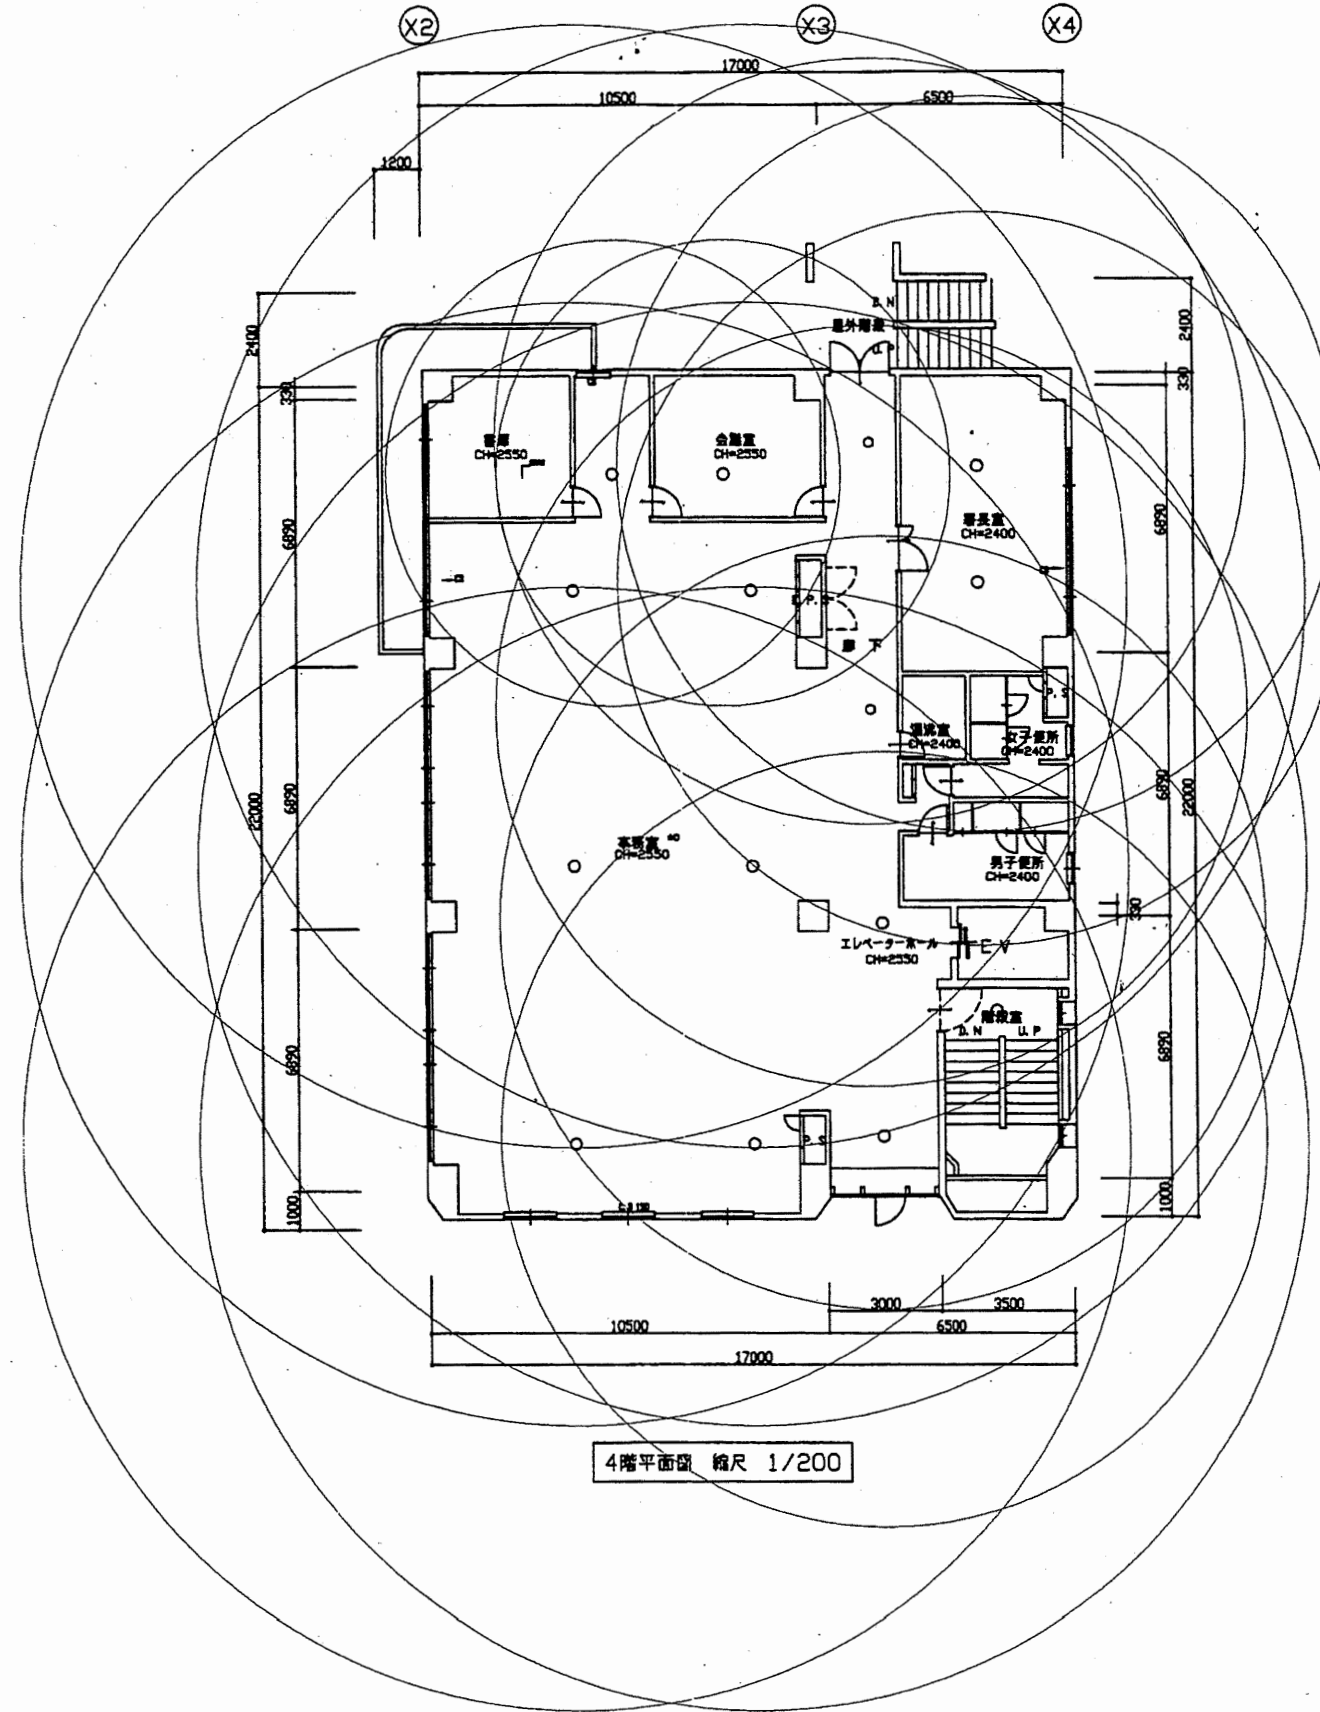 X2
X3
X4
17000
10500
6500
1200
D.N
屋外階段
U.P
2400
2400
330
330
書庫
CH=2550
会議室
CH=2550
署長室
CH=2400
6890
6890
E.P.S
廊下
P.S
湯沸室
CH=2400
女子便所
CH=2400
6890
6890
22000
22000
事務室
CH=2550
男子便所
CH=2400
330
エレベーターホール
CH=2550
EV
階段室
D.N
U.P
6890
6890
P.S
1000
1000
3000
3500
10500
6500
17000
4階平面図 縮尺 1/200